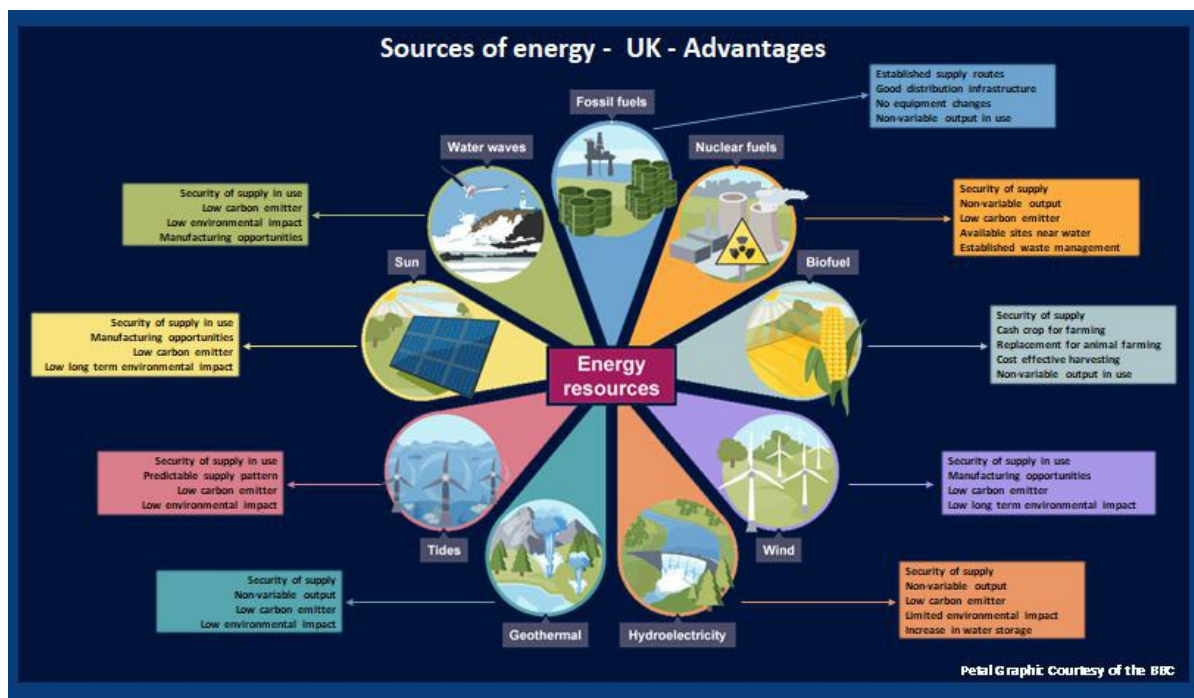 Sources of energy - UK - Advantages
Fossil fuels
Established supply routes
Good distribution infrastructure
No equipment changes
Non-variable output in use
Water waves
Nuclear fuels
Security of supply in use
Low carbon emitter
Low environmental impact
Manufacturing opportunities
Security of supply
Non-variable output
Low carbon emitter
Available sites near water
Established waste management
Sun
Biofuel
Security of supply in use
Manufacturing opportunities
Low carbon emitter
Low long term environmental impact
Energy
resources
Security of supply
Cash crop for farming
Replacement for animal farming
Cost effective harvesting
Non-variable output in use
Security of supply in use
Predictable supply pattern
Low carbon emitter
Low environmental impact
Tides
Wind
Security of supply in use
Manufacturing opportunities
Low carbon emitter
Low long term environmental impact
Security of supply
Non-variable output
Low carbon emitter
Low environmental impact
Geothermal
Hydroelectricity
Security of supply
Non-variable output
Low carbon emitter
Limited environmental impact
Increase in water storage
Petal Graphic Courtesy of the BBC